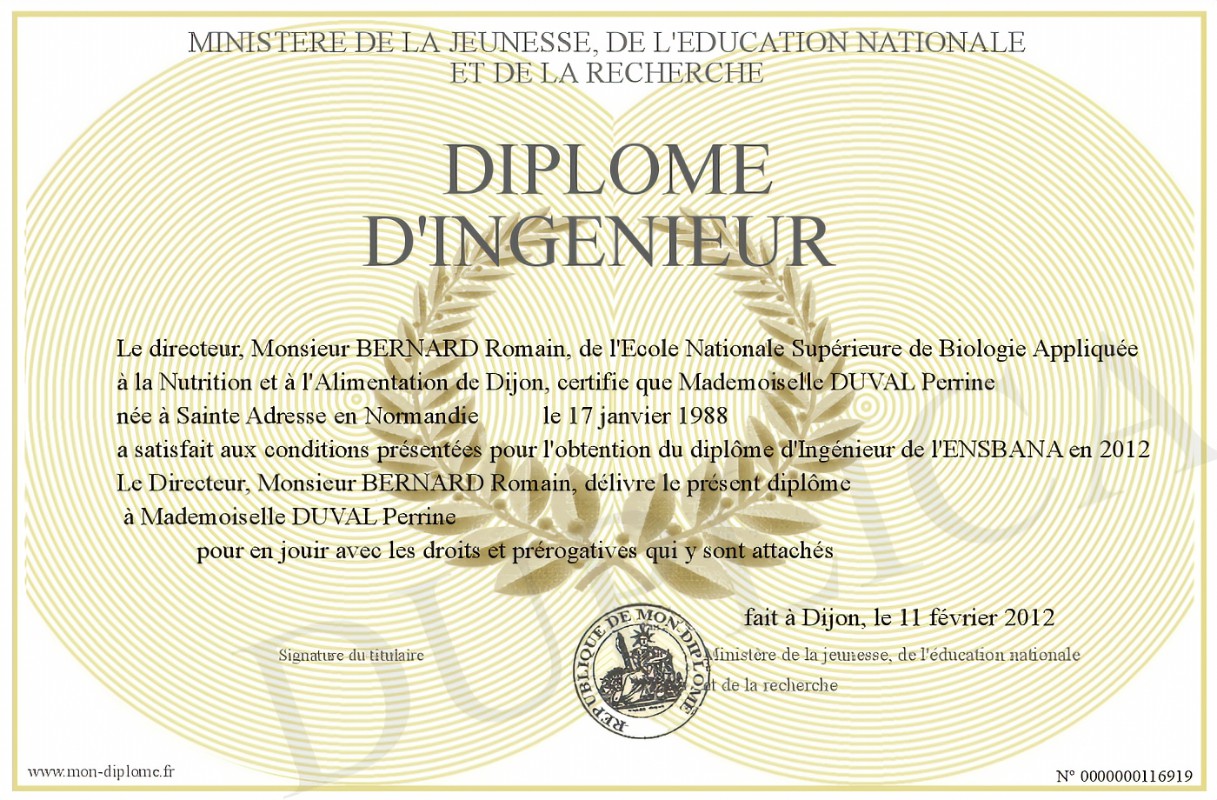 MINISTERE DE LA JEUNESSE, DE L'EDUCATION NATIONALE
ET DE LA RECHERCHE
DIPLOME
D'INGENIEUR
Le directeur, Monsieur BERNARD Romain, de l'Ecole Nationale Supérieure de Biologie Appliquée
à la Nutrition et à l'Alimentation de Dijon, certifie que Mademoiselle DUVAL Perrine
née à Sainte Adresse en Normandie le 17 janvier 1988
a satisfait aux conditions présentées pour l'obtention du diplôme d'Ingénieur de l'ENSBANA en 2012
Le Directeur, Monsieur BERNARD Romain, délivre le présent diplôme
à Mademoiselle DUVAL Perrine
pour en jouir avec les droits et prérogatives qui y sont attachés
fait à Dijon, le 11 février 2012
Signature du titulaire
REPUBLIQUE DE MON-DIPLOME
Ministère de la jeunesse, de l'éducation nationale
et de la recherche
www.mon-diplome.fr
N° 0000000116919
DUPLICA